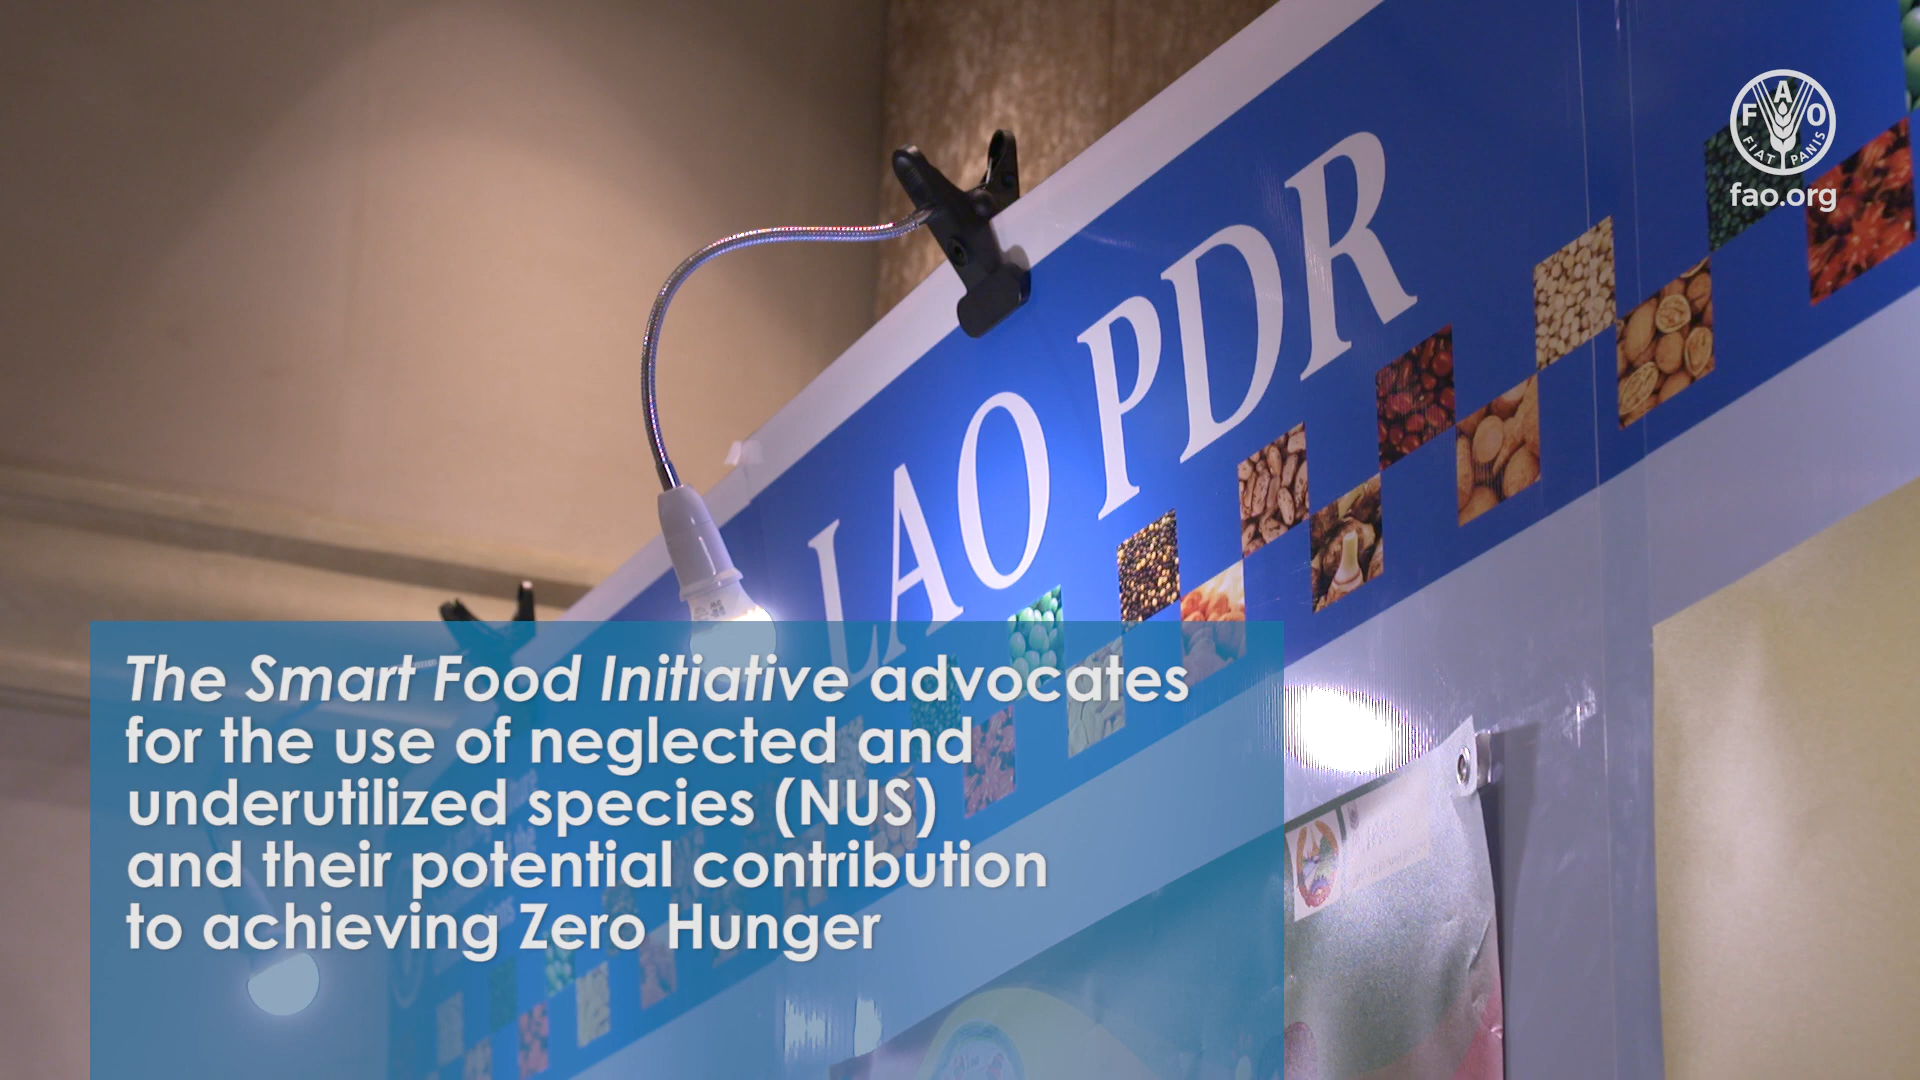 FAO
FIAT PANIS
fao.org
LAO PDR
The Smart Food Initiative advocates
for the use of neglected and
underutilized species (NUS)
and their potential contribution
to achieving Zero Hunger